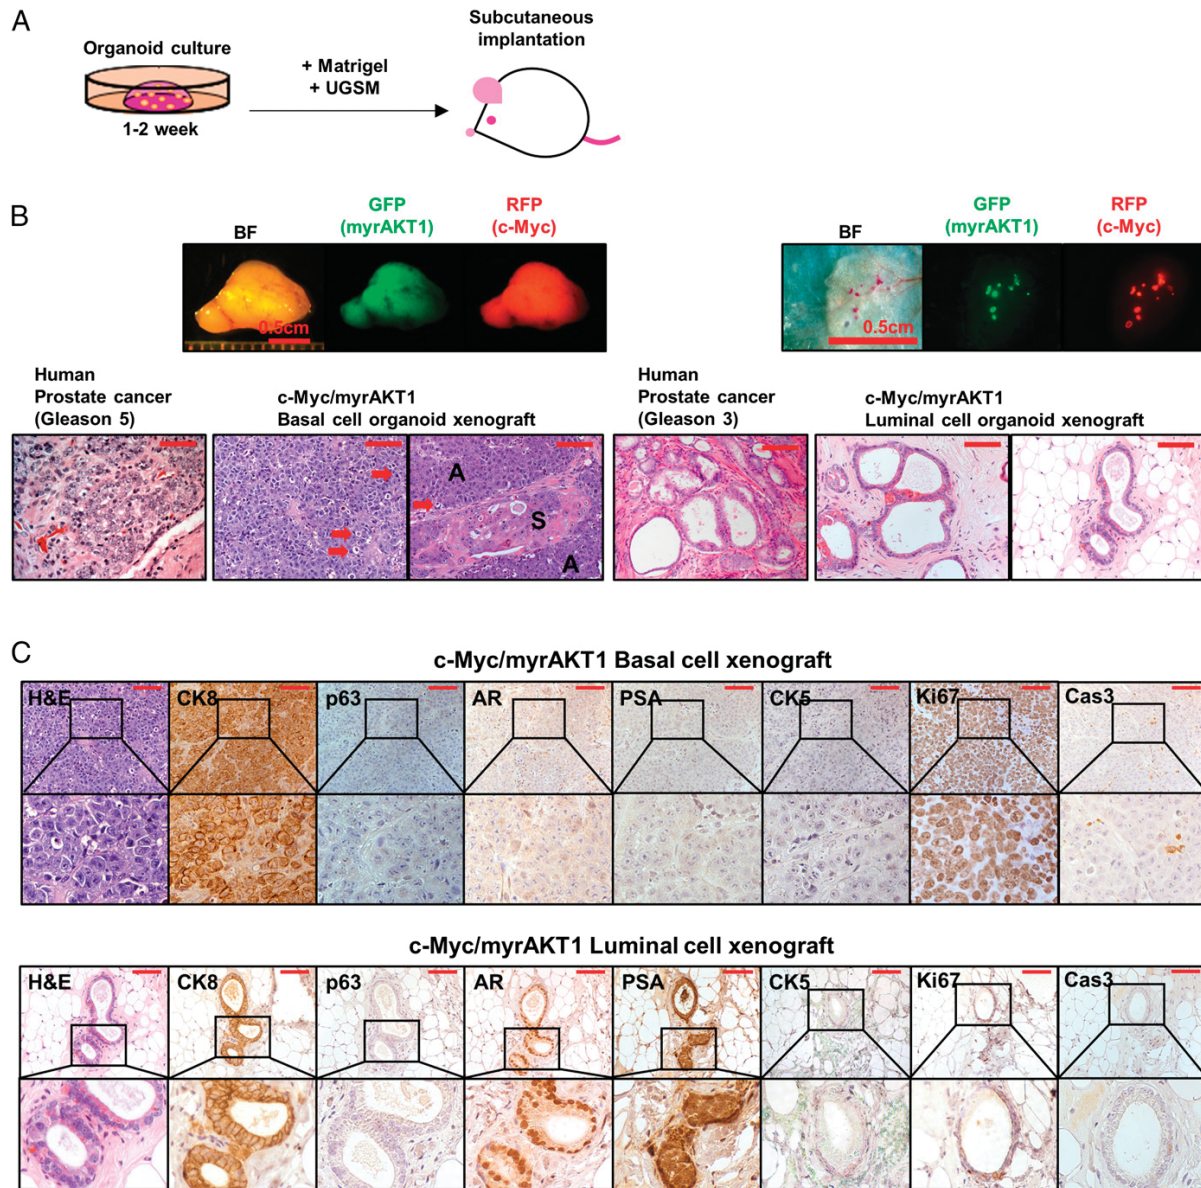 A
Organoid culture
1-2 week
+ Matrigel
+ UGSM
Subcutaneous
implantation
B
BF
GFP
(myrAKT1)
RFP
(c-Myc)
0.5cm
BF
GFP
(myrAKT1)
RFP
(c-Myc)
0.5cm
Human
Prostate cancer
(Gleason 5)
c-Myc/myrAKT1
Basal cell organoid xenograft
A
S
A
Human
Prostate cancer
(Gleason 3)
c-Myc/myrAKT1
Luminal cell organoid xenograft
C
c-Myc/myrAKT1 Basal cell xenograft
H&E CK8 p63 AR PSA CK5 Ki67 Cas3
c-Myc/myrAKT1 Luminal cell xenograft
H&E CK8 p63 AR PSA CK5 Ki67 Cas3